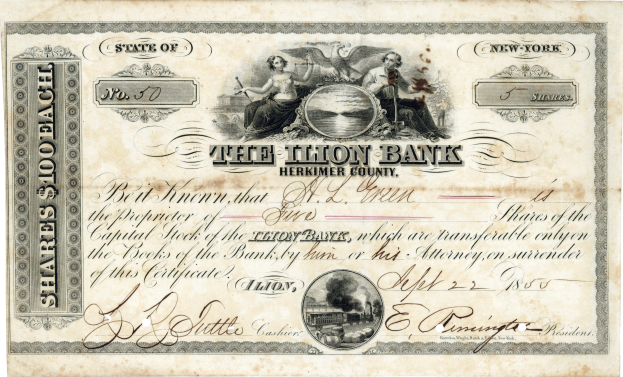 STATE OF NEW-YORK
SHARES $100 EACH.
No. 50
5 SHARES.
THE ILION BANK
HERKIMER COUNTY.
Be it Known, that A. L. Green is
the Proprietor of Five Shares of the
Capital Stock of the ILION BANK, which are transferable only on
the Books of the Bank, by him or his Attorney, on surrender
of this Certificate.
ILION, Sept 22 1855
Tuttle Cashier.
E. Remington President.